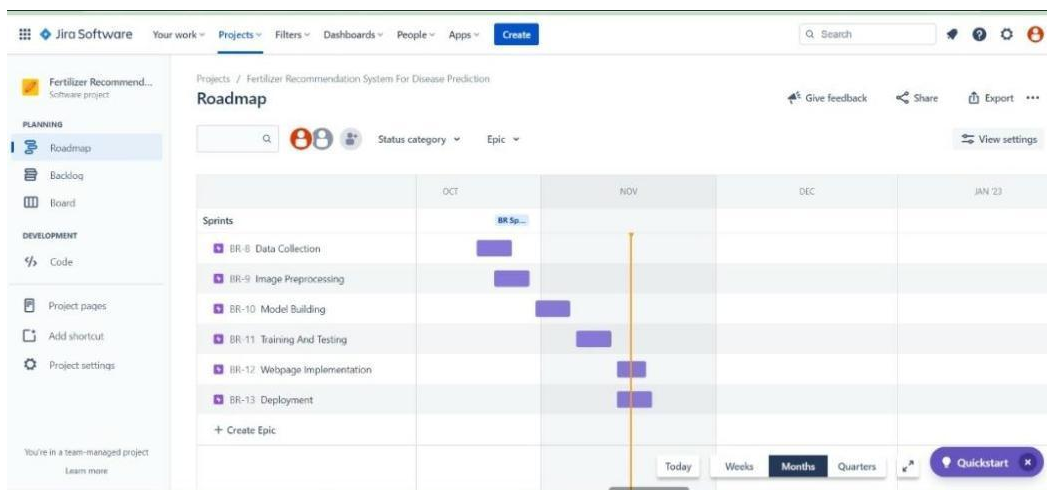 Jira Software Your work Projects Filters Dashboards People Apps Create Search
Fertilizer Recommend...
Software project
PLANNING
Roadmap
Backlog
Board
DEVELOPMENT
Code
Project pages
Add shortcut
Project settings
You're in a team-managed project
Learn more
Projects / Fertilizer Recommendation System For Disease Prediction
Roadmap
Give feedback Share Export
Status category Epic View settings
OCT NOV DEC JAN '23
Sprints BR Sp...
BR-8 Data Collection
BR-9 Image Preprocessing
BR-10 Model Building
BR-11 Training And Testing
BR-12 Webpage Implementation
BR-13 Deployment
+ Create Epic
Today Weeks Months Quarters Quickstart